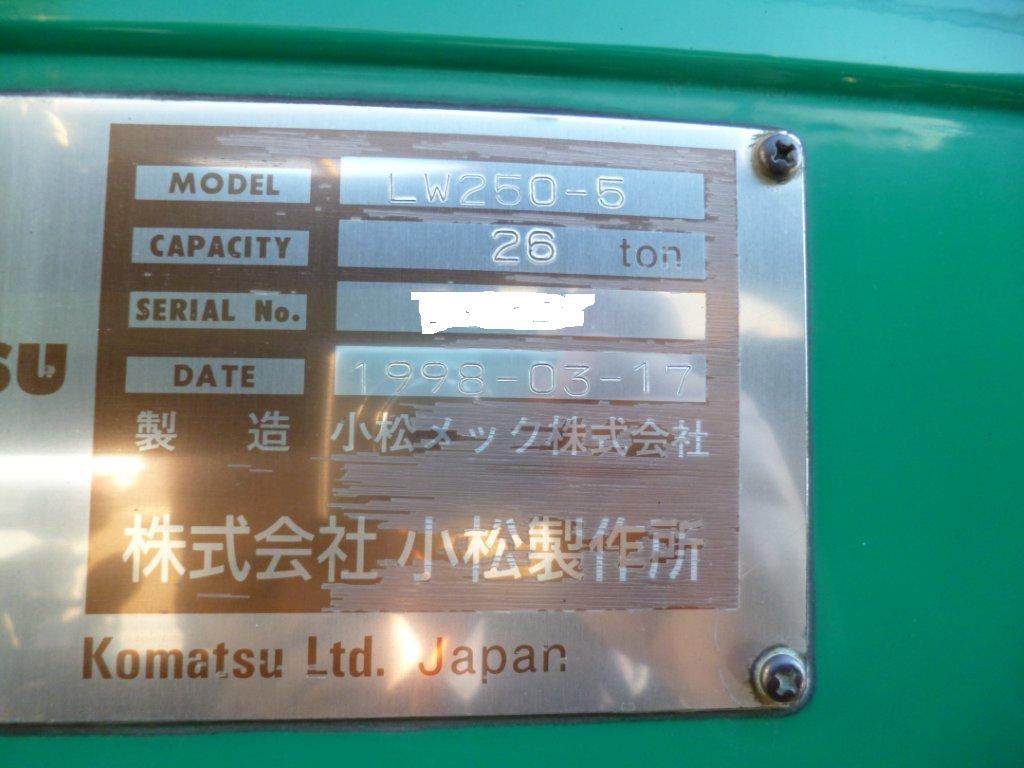 MODEL LW250-5
CAPACITY 26 ton
SERIAL No.
SU
DATE 1998-03-17
製造 小松メック株式会社
株式会社 小松製作所
Komatsu Ltd. Japan